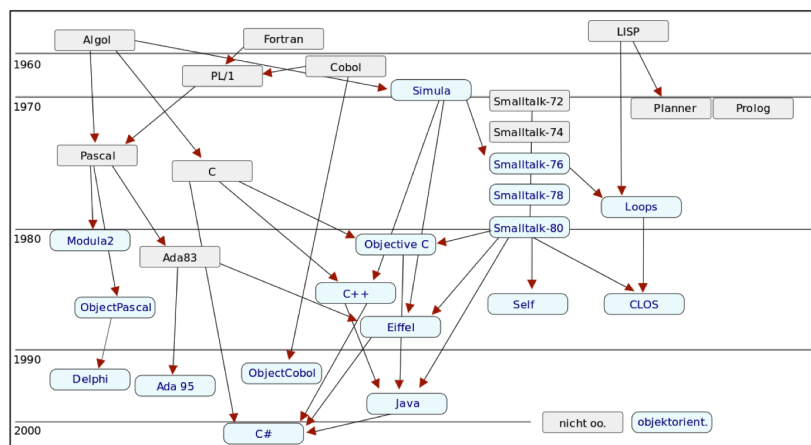 Algol
Fortran
LISP
1960
PL/1
Cobol
Simula
1970
Smalltalk-72
Planner
Prolog
Smalltalk-74
Pascal
C
Smalltalk-76
Smalltalk-78
Loops
1980
Modula2
Ada83
Objective C
Smalltalk-80
C++
Self
CLOS
ObjectPascal
Eiffel
1990
Delphi
Ada 95
ObjectCobol
Java
2000
C#
nicht oo.
objektorient.